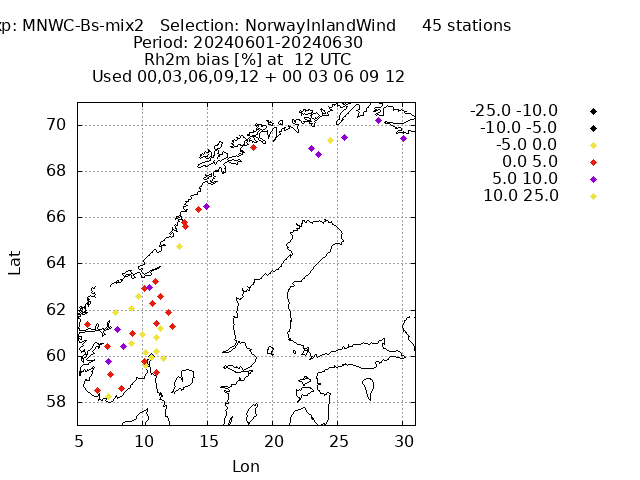 xp: MNWC-Bs-mix2 Selection: NorwayInlandWind 45 stations
Period: 20240601-20240630
Rh2m bias [%] at 12 UTC
Used 00,03,06,09,12 + 00 03 06 09 12
70
68
66
64
62
60
58
5 10 15 20 25 30
Lat
Lon
-25.0 -10.0
-10.0 -5.0
-5.0 0.0
0.0 5.0
5.0 10.0
10.0 25.0